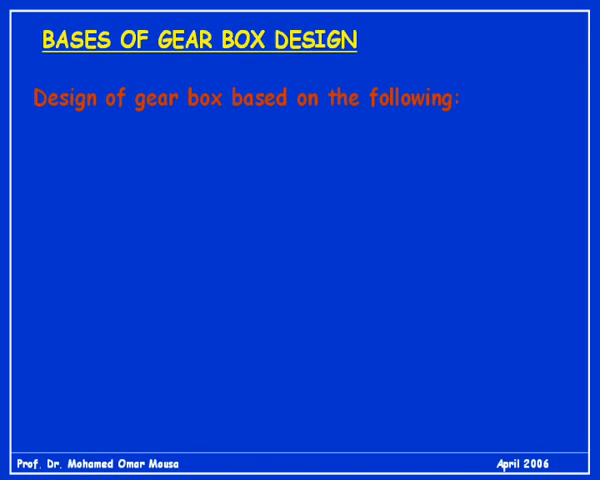 BASES OF GEAR BOX DESIGN
Design of gear box based on the following:
Prof. Dr. Mohamed Omar Mousa
April 2006